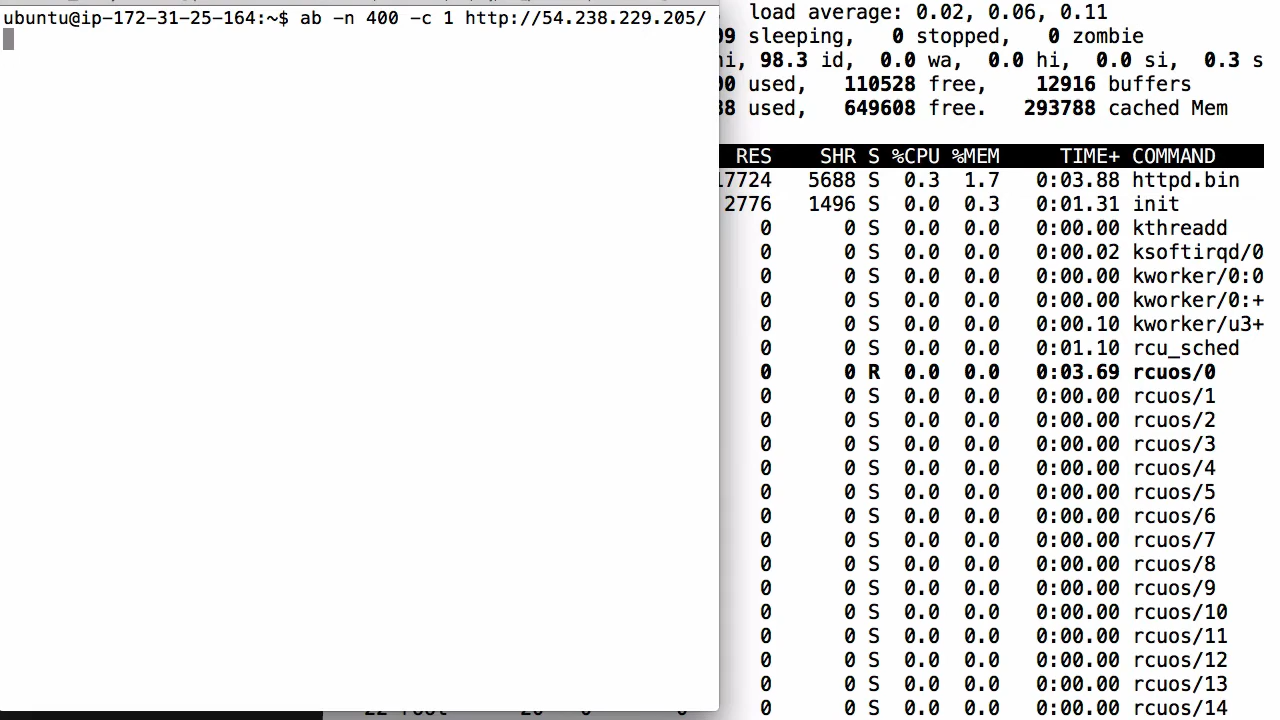 ubuntu@ip-172-31-25-164:~$ ab -n 400 -c 1 http://54.238.229.205/
load average: 0.02, 0.06, 0.11
sleeping, 0 stopped, 0 zombie
98.3 id, 0.0 wa, 0.0 hi, 0.0 si, 0.3 s
used, 110528 free, 12916 buffers
used, 649608 free. 293788 cached Mem
RES SHR S %CPU %MEM TIME+ COMMAND
17724 5688 S 0.3 1.7 0:03.88 httpd.bin
2776 1496 S 0.0 0.3 0:01.31 init
0 0 S 0.0 0.0 0:00.00 kthreadd
0 0 S 0.0 0.0 0:00.02 ksoftirqd/0
0 0 S 0.0 0.0 0:00.00 kworker/0:0
0 0 S 0.0 0.0 0:00.00 kworker/0:+
0 0 S 0.0 0.0 0:00.10 kworker/u3+
0 0 S 0.0 0.0 0:01.10 rcu_sched
0 0 R 0.0 0.0 0:03.69 rcuos/0
0 0 S 0.0 0.0 0:00.00 rcuos/1
0 0 S 0.0 0.0 0:00.00 rcuos/2
0 0 S 0.0 0.0 0:00.00 rcuos/3
0 0 S 0.0 0.0 0:00.00 rcuos/4
0 0 S 0.0 0.0 0:00.00 rcuos/5
0 0 S 0.0 0.0 0:00.00 rcuos/6
0 0 S 0.0 0.0 0:00.00 rcuos/7
0 0 S 0.0 0.0 0:00.00 rcuos/8
0 0 S 0.0 0.0 0:00.00 rcuos/9
0 0 S 0.0 0.0 0:00.00 rcuos/10
0 0 S 0.0 0.0 0:00.00 rcuos/11
0 0 S 0.0 0.0 0:00.00 rcuos/12
0 0 S 0.0 0.0 0:00.00 rcuos/13
0 0 S 0.0 0.0 0:00.00 rcuos/14